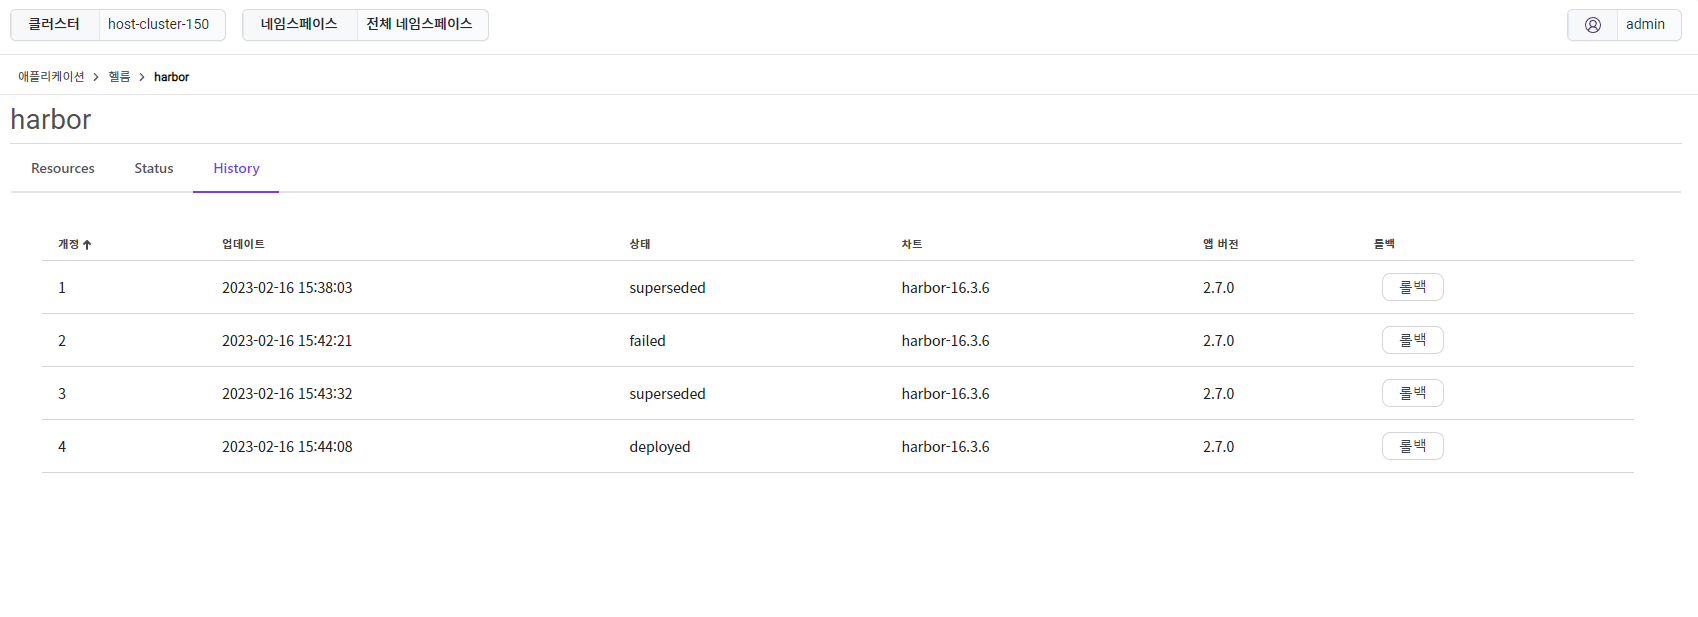 클러스터 host-cluster-150 네임스페이스 전체 네임스페이스 admin
애플리케이션 > 헬름 > harbor
harbor
Resources Status History
개정 ↑ 업데이트 상태 차트 앱 버전 롤백
1 2023-02-16 15:38:03 superseded harbor-16.3.6 2.7.0 롤백
2 2023-02-16 15:42:21 failed harbor-16.3.6 2.7.0 롤백
3 2023-02-16 15:43:32 superseded harbor-16.3.6 2.7.0 롤백
4 2023-02-16 15:44:08 deployed harbor-16.3.6 2.7.0 롤백